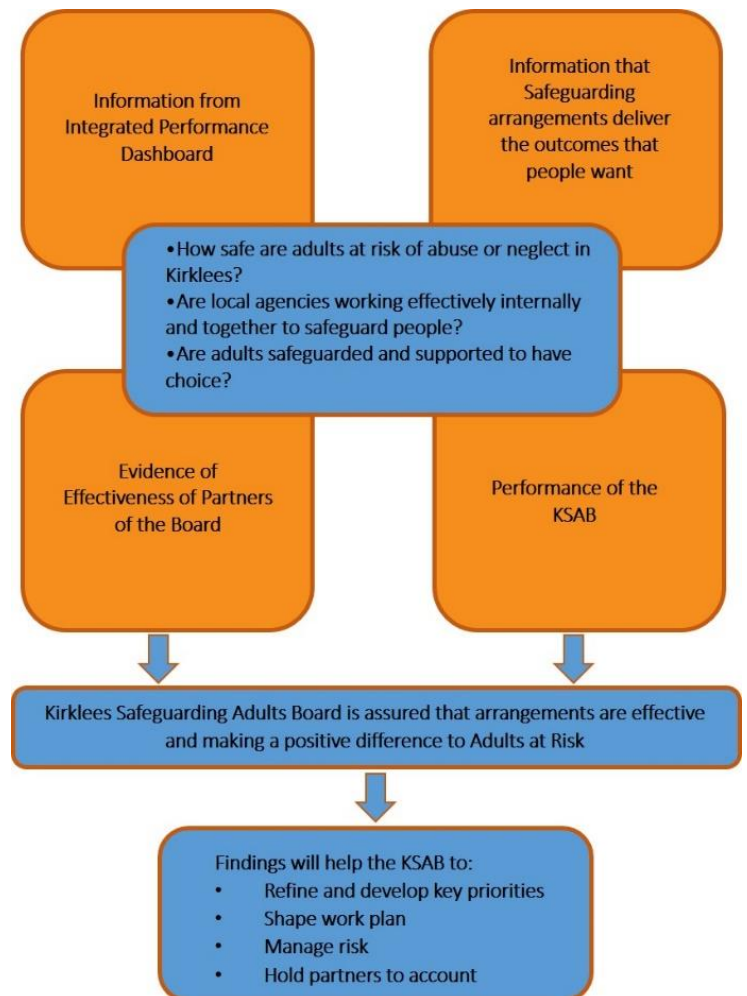 Information from
Integrated Performance
Dashboard
Information that
Safeguarding
arrangements deliver
the outcomes that
people want
•How safe are adults at risk of abuse or neglect in
Kirklees?
•Are local agencies working effectively internally
and together to safeguard people?
•Are adults safeguarded and supported to have
choice?
Evidence of
Effectiveness of Partners
of the Board
Performance of the
KSAB
Kirklees Safeguarding Adults Board is assured that arrangements are effective
and making a positive difference to Adults at Risk
Findings will help the KSAB to:
• Refine and develop key priorities
• Shape work plan
• Manage risk
• Hold partners to account